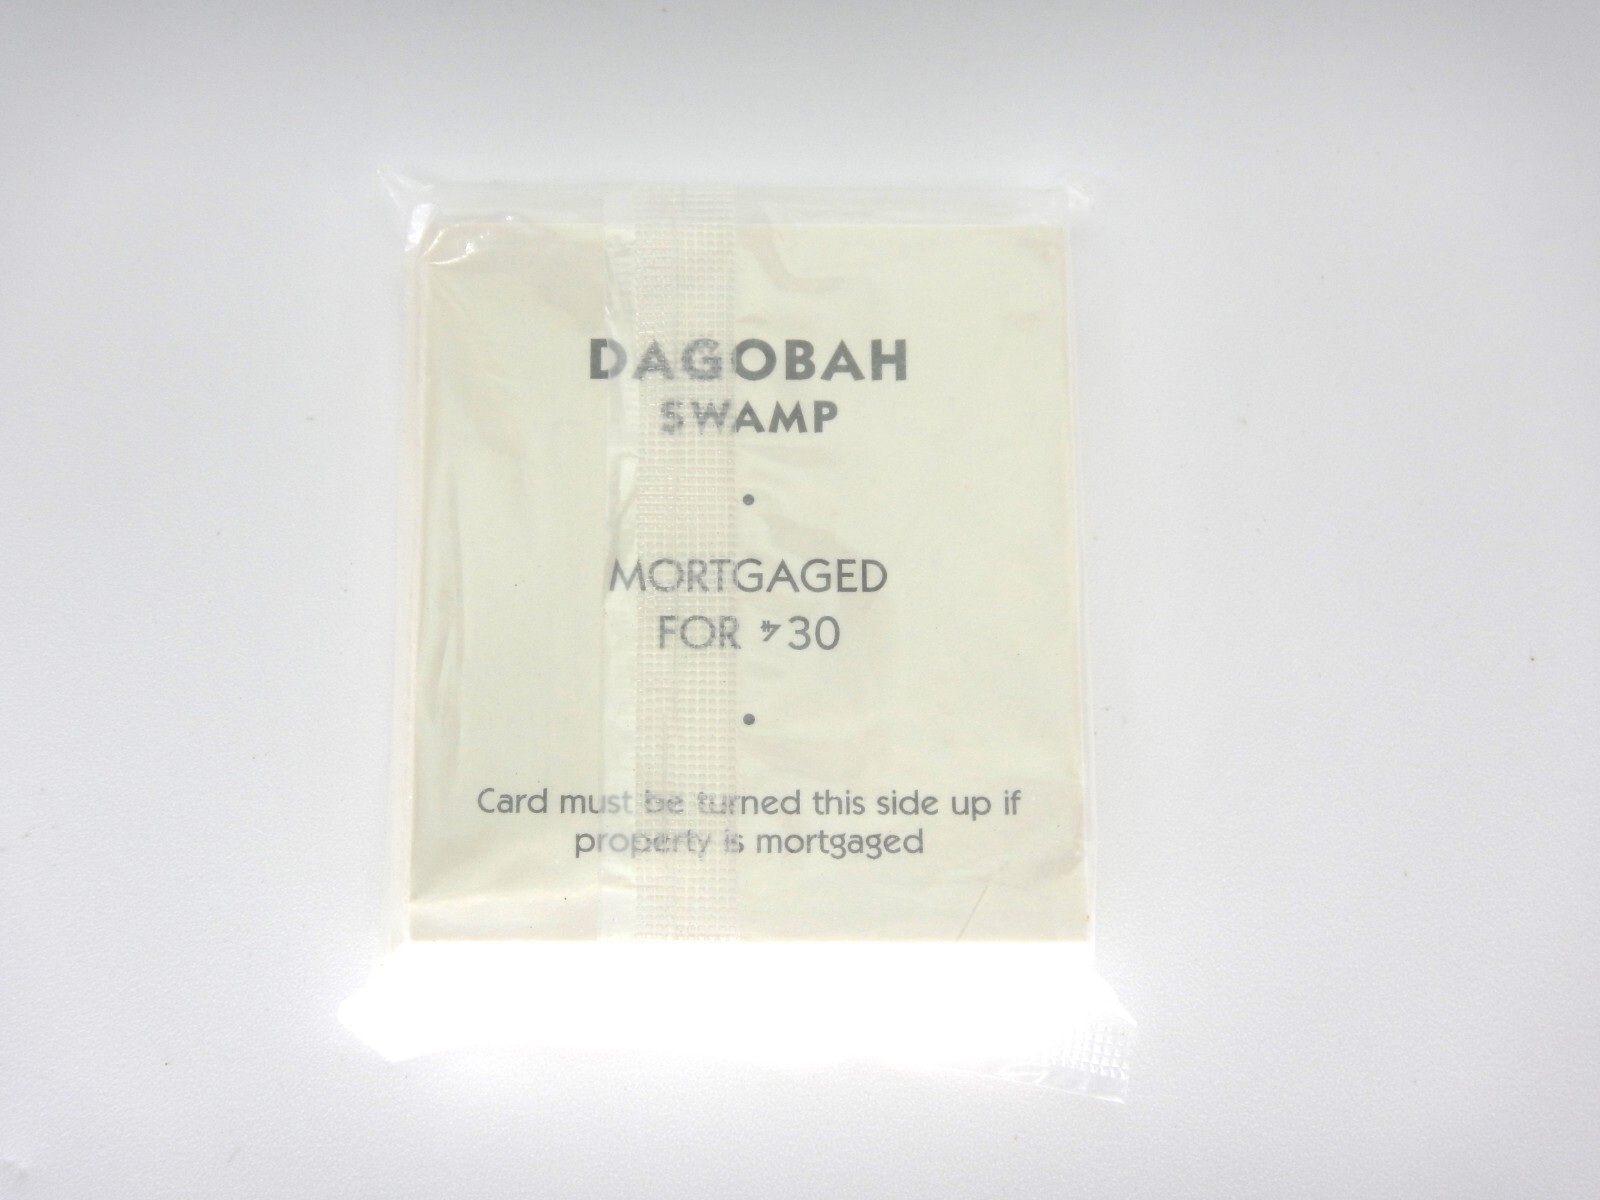 DAGOBAH
SWAMP
•
MORTGAGED
FOR 30
•
Card must be turned this side up if
property is mortgaged